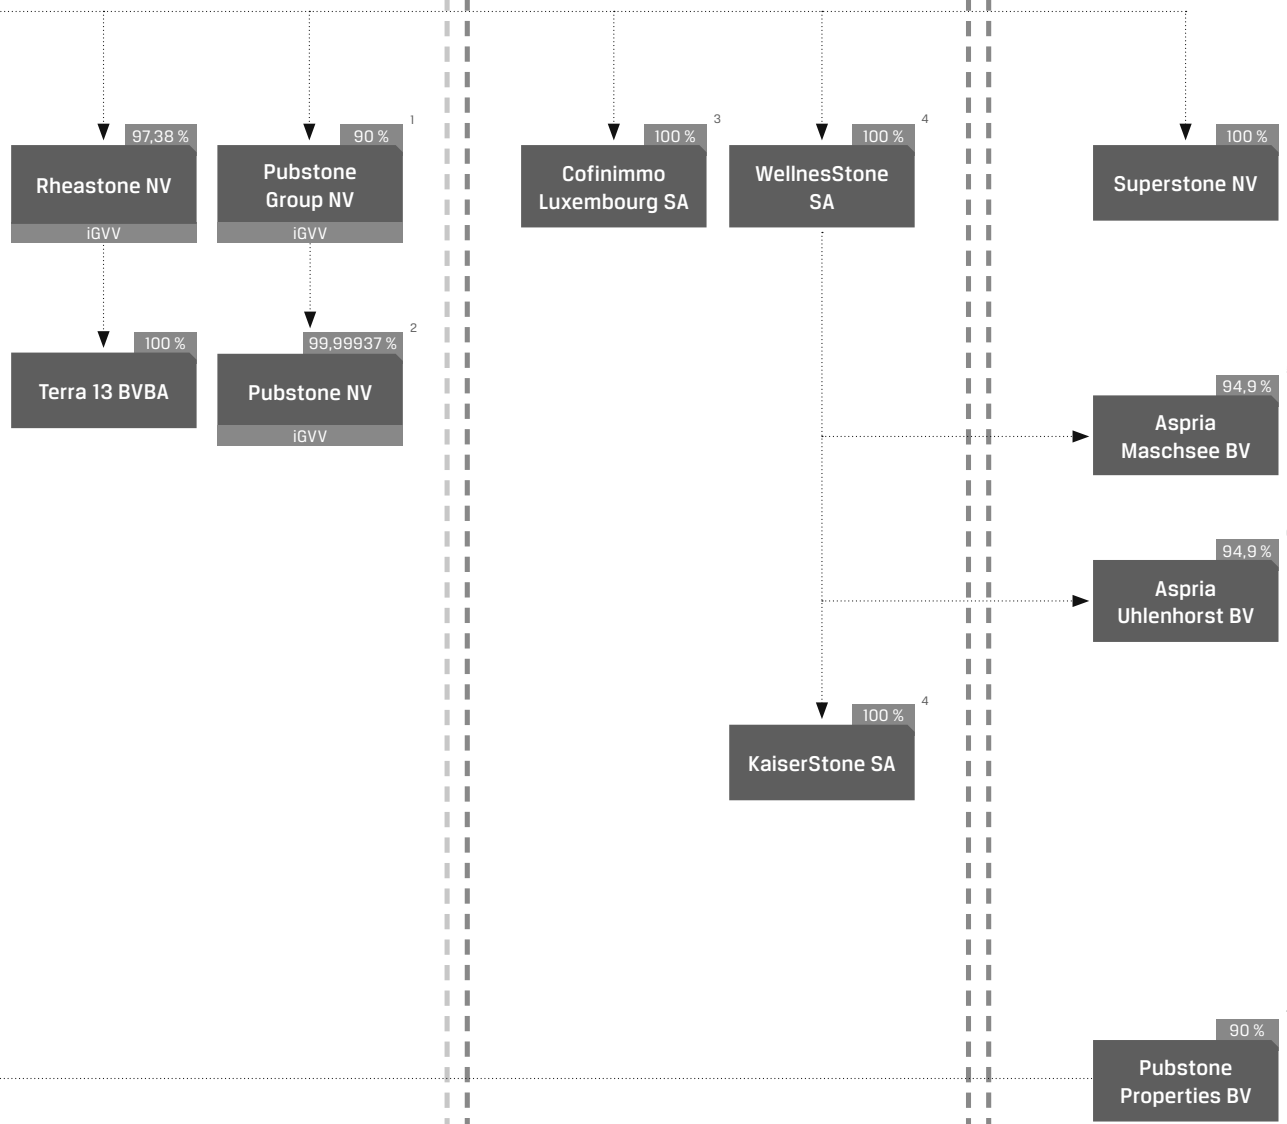 97,38 %
Rheastone NV
iGVV
1
90 %
Pubstone
Group NV
iGVV
3
100 %
Cofinimmo
Luxembourg SA
4
100 %
WellnesStone
SA
100 %
Superstone NV
100 %
Terra 13 BVBA
2
99,99937 %
Pubstone NV
iGVV
94,9 %
Aspria
Maschsee BV
94,9 %
Aspria
Uhlenhorst BV
4
100 %
KaiserStone SA
90 %
Pubstone
Properties BV